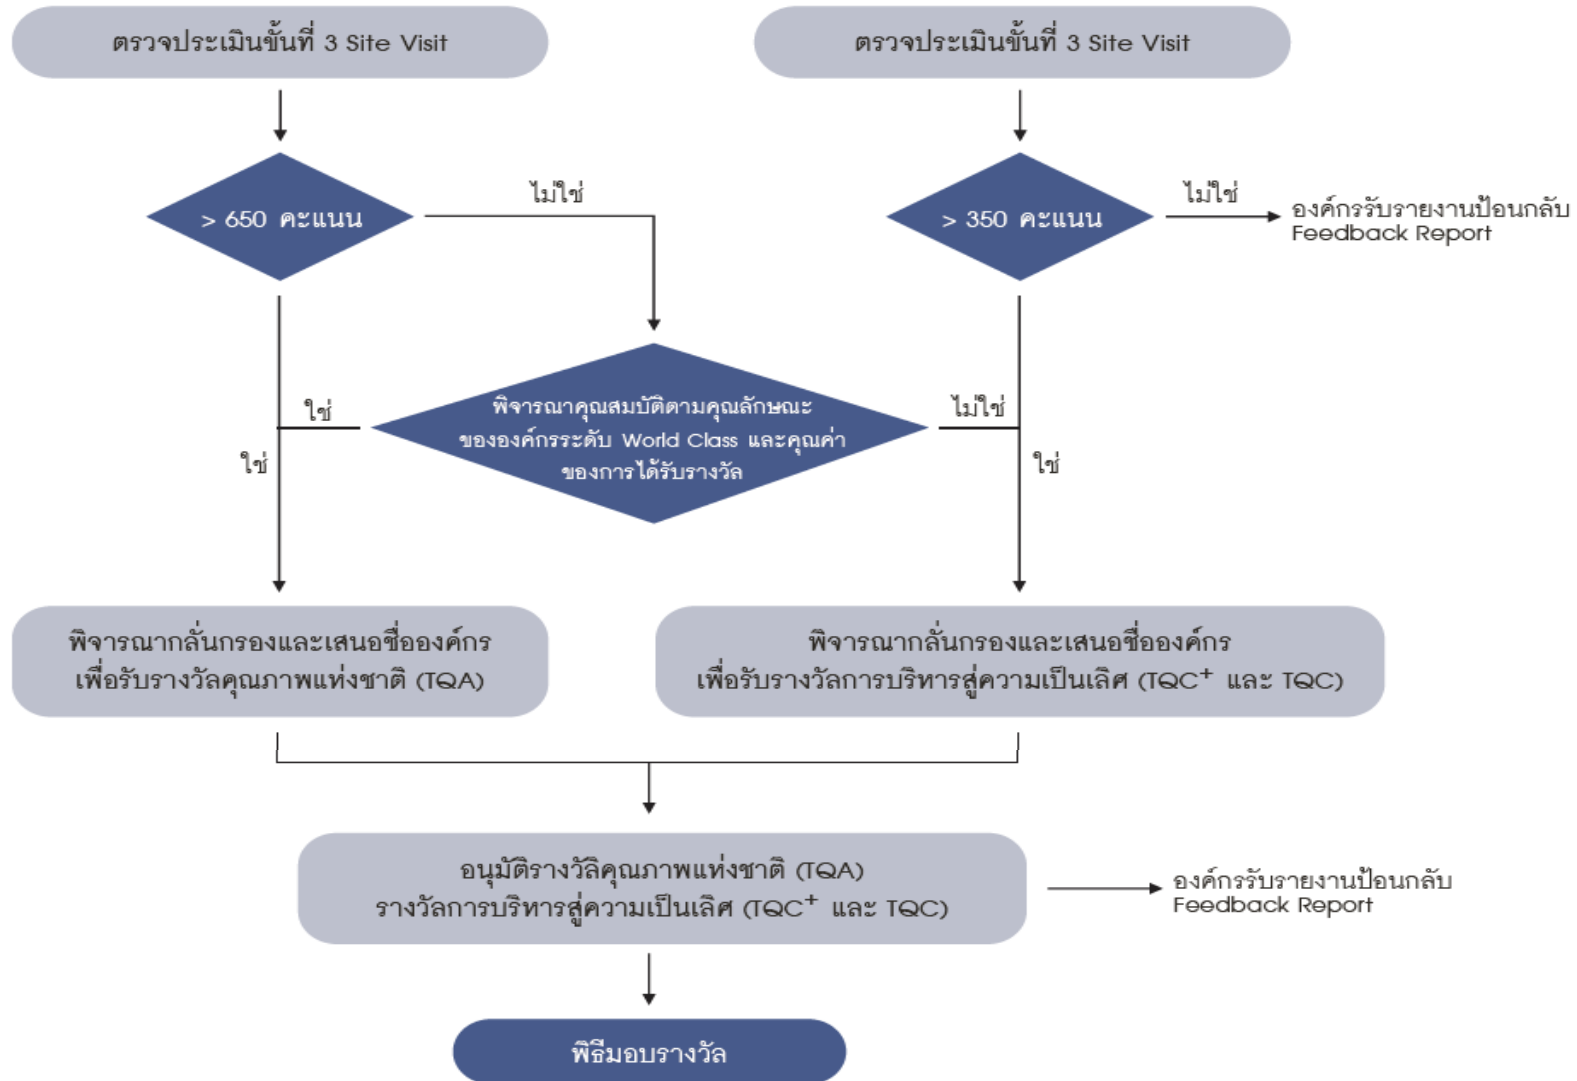 ตรวจประเมินขั้นที่ 3 Site Visit
ตรวจประเมินขั้นที่ 3 Site Visit
> 650 คะแนน
ไม่ใช่
> 350 คะแนน
ไม่ใช่
องค์กรรับรายงานป้อนกลับ
Feedback Report
ใช่
พิจารณาคุณสมบัติตามคุณลักษณะ
ขององค์กรระดับ World Class และคุณค่า
ของการได้รับรางวัล
ไม่ใช่
ใช่
ใช่
พิจารณากลั่นกรองและเสนอชื่อองค์กร
เพื่อรับรางวัลคุณภาพแห่งชาติ (TQA)
พิจารณากลั่นกรองและเสนอชื่อองค์กร
เพื่อรับรางวัลการบริหารสู่ความเป็นเลิศ (TQC⁺ และ TQC)
อนุมัติรางวัลิคุณภาพแห่งชาติ (TQA)
รางวัลการบริหารสู่ความเป็นเลิศ (TQC⁺ และ TQC)
องค์กรรับรายงานป้อนกลับ
Feedback Report
พิธีมอบรางวัล